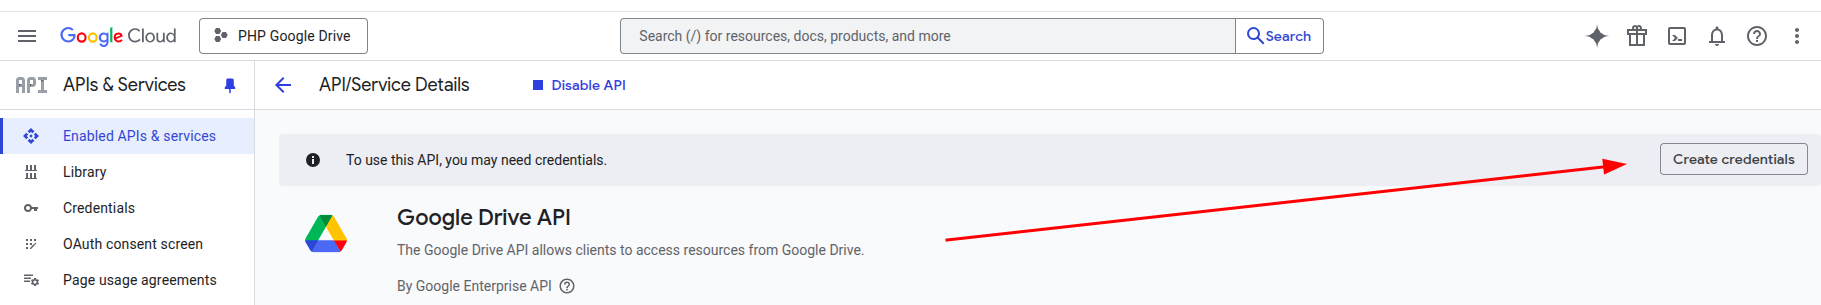 Google Cloud
PHP Google Drive
Search (/) for resources, docs, products, and more
Search
API
APIs & Services
API/Service Details
Disable API
Enabled APIs & services
Library
Credentials
OAuth consent screen
Page usage agreements
To use this API, you may need credentials.
Create credentials
Google Drive API
The Google Drive API allows clients to access resources from Google Drive.
By Google Enterprise API